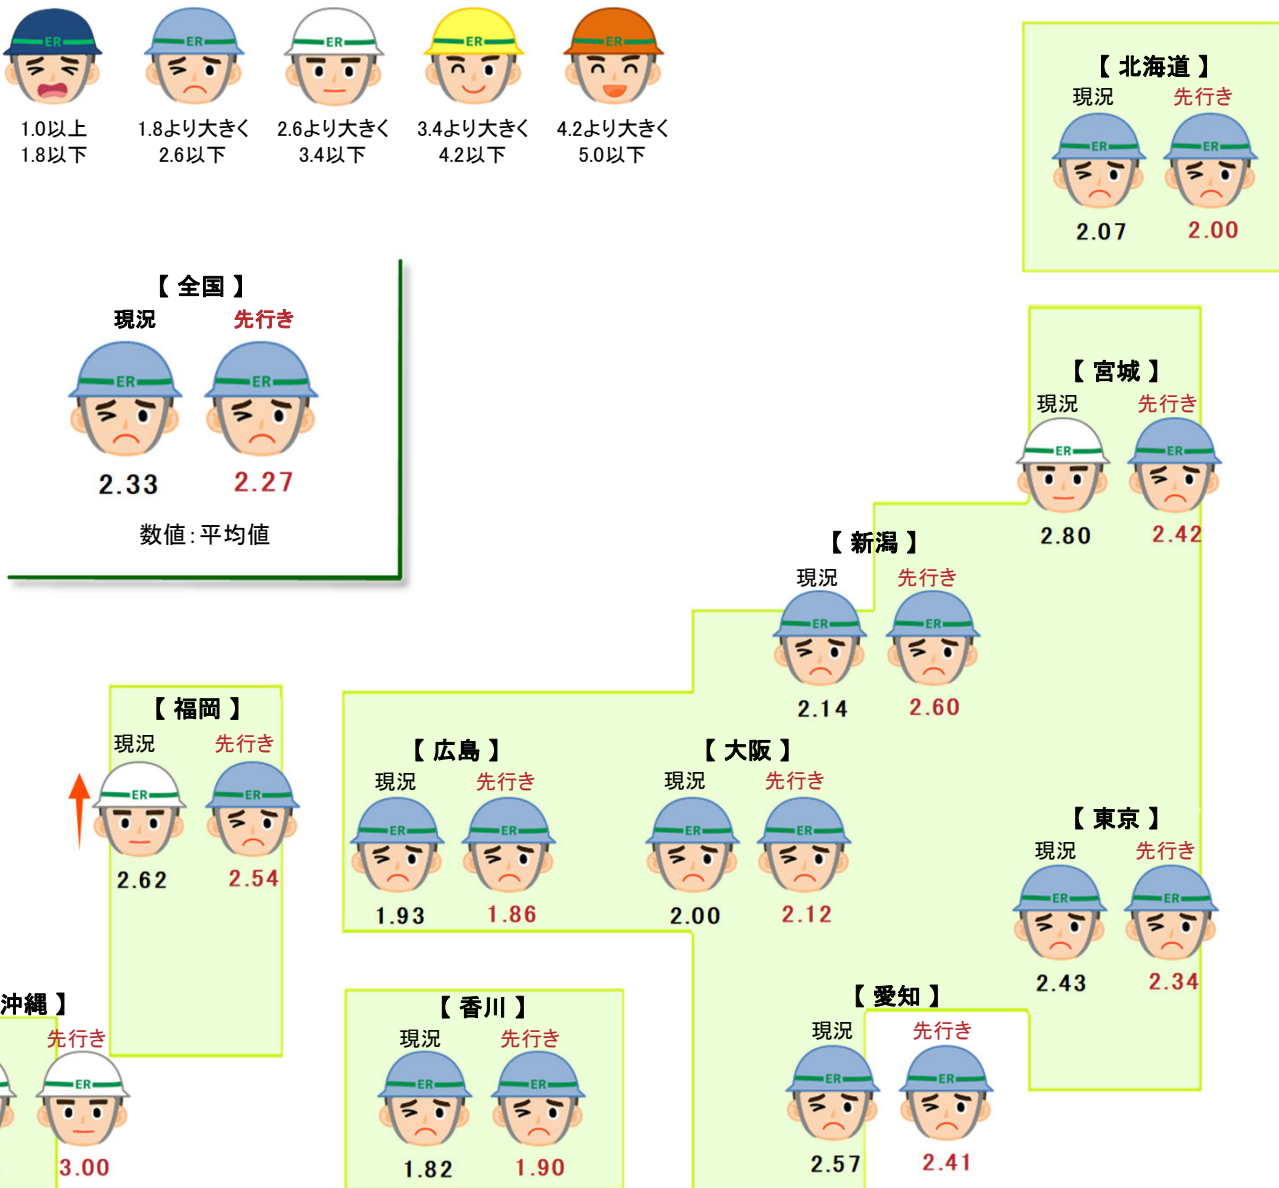 ER ER ER ER ER
1.0以上 1.8より大きく 2.6より大きく 3.4より大きく 4.2より大きく
1.8以下 2.6以下 3.4以下 4.2以下 5.0以下
【 北海道 】
現況 先行き
ER ER
2.07 2.00
【 全国 】
現況 先行き
ER ER
2.33 2.27
数値：平均値
【 宮城 】
現況 先行き
ER ER
2.80 2.42
【 新潟 】
現況 先行き
ER ER
2.14 2.60
【 福岡 】
現況 先行き
ER ER
2.62 2.54
【 広島 】
現況 先行き
ER ER
1.93 1.86
【 大阪 】
現況 先行き
ER ER
2.00 2.12
【 東京 】
現況 先行き
ER ER
2.43 2.34
沖縄 】
先行き
ER
3.00
【 香川 】
現況 先行き
ER ER
1.82 1.90
【 愛知 】
現況 先行き
ER ER
2.57 2.41